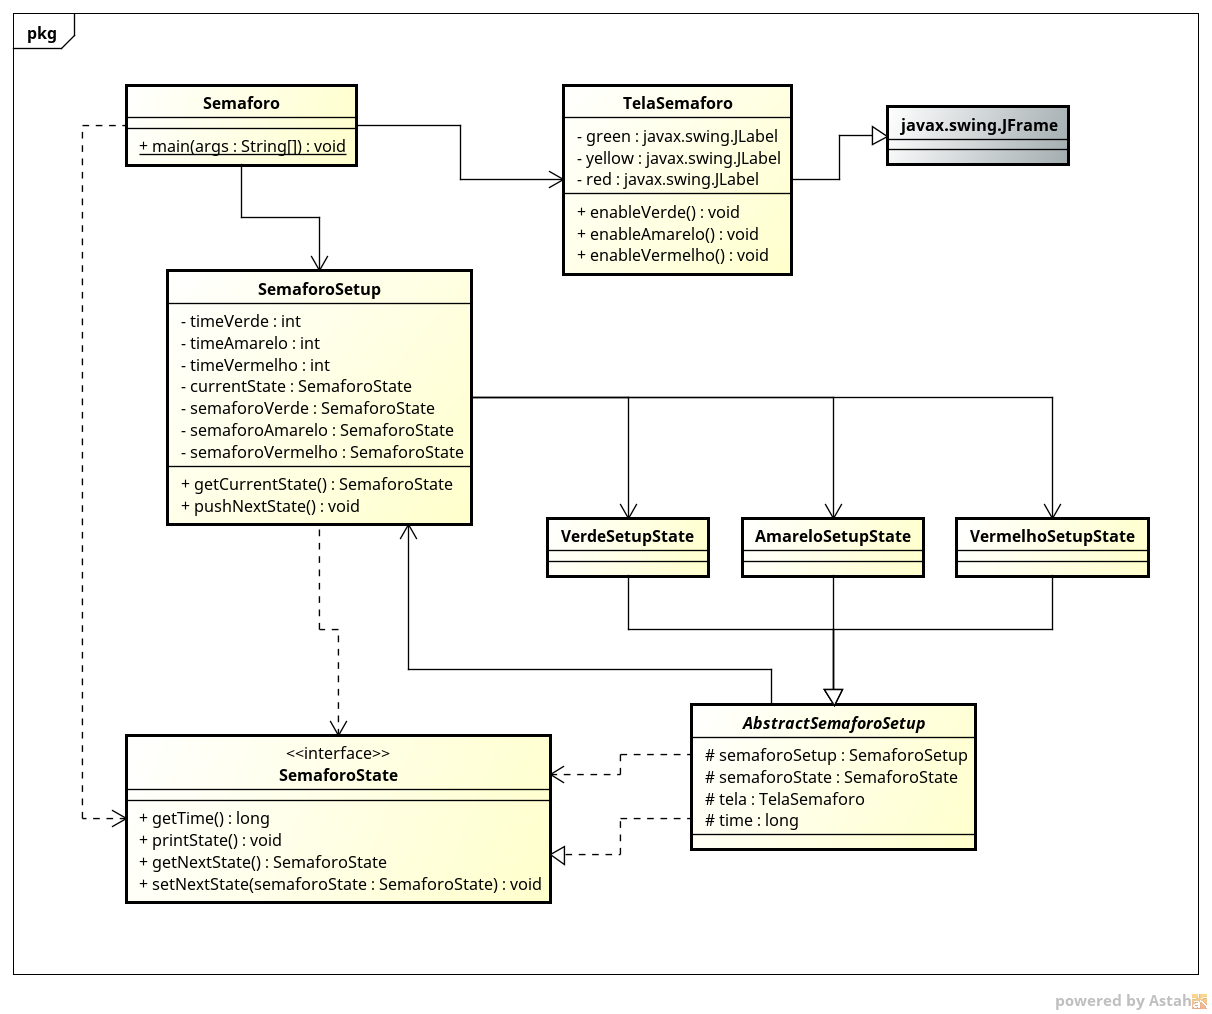 pkg
Semaforo
+ main(args : String[]) : void
TelaSemaforo
- green : javax.swing.JLabel
- yellow : javax.swing.JLabel
- red : javax.swing.JLabel
+ enableVerde() : void
+ enableAmarelo() : void
+ enableVermelho() : void
javax.swing.JFrame
SemaforoSetup
- timeVerde : int
- timeAmarelo : int
- timeVermelho : int
- currentState : SemaforoState
- semaforoVerde : SemaforoState
- semaforoAmarelo : SemaforoState
- semaforoVermelho : SemaforoState
+ getCurrentState() : SemaforoState
+ pushNextState() : void
VerdeSetupState
AmareloSetupState
VermelhoSetupState
<<interface>>
SemaforoState
+ getTime() : long
+ printState() : void
+ getNextState() : SemaforoState
+ setNextState(semaforoState : SemaforoState) : void
AbstractSemaforoSetup
# semaforoSetup : SemaforoSetup
# semaforoState : SemaforoState
# tela : TelaSemaforo
# time : long
powered by Astah